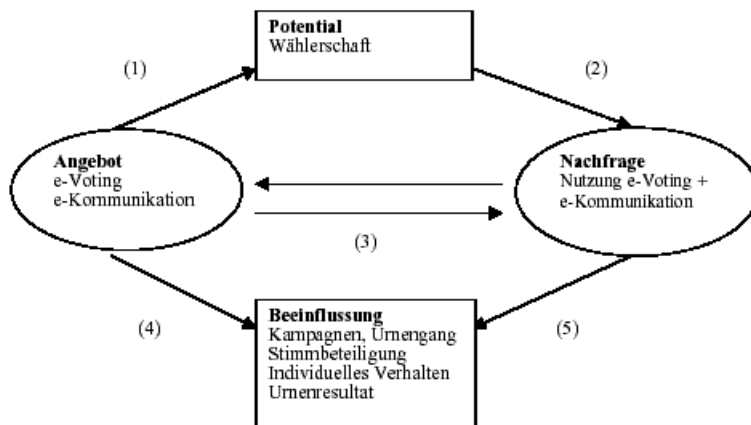 Potential
Wählerschaft
(1)
(2)
Angebot
e-Voting
e-Kommunikation
Nachfrage
Nutzung e-Voting +
e-Kommunikation
(3)
(4)
Beeinflussung
Kampagnen, Urnengang
Stimmbeteiligung
Individuelles Verhalten
Urnenresultat
(5)